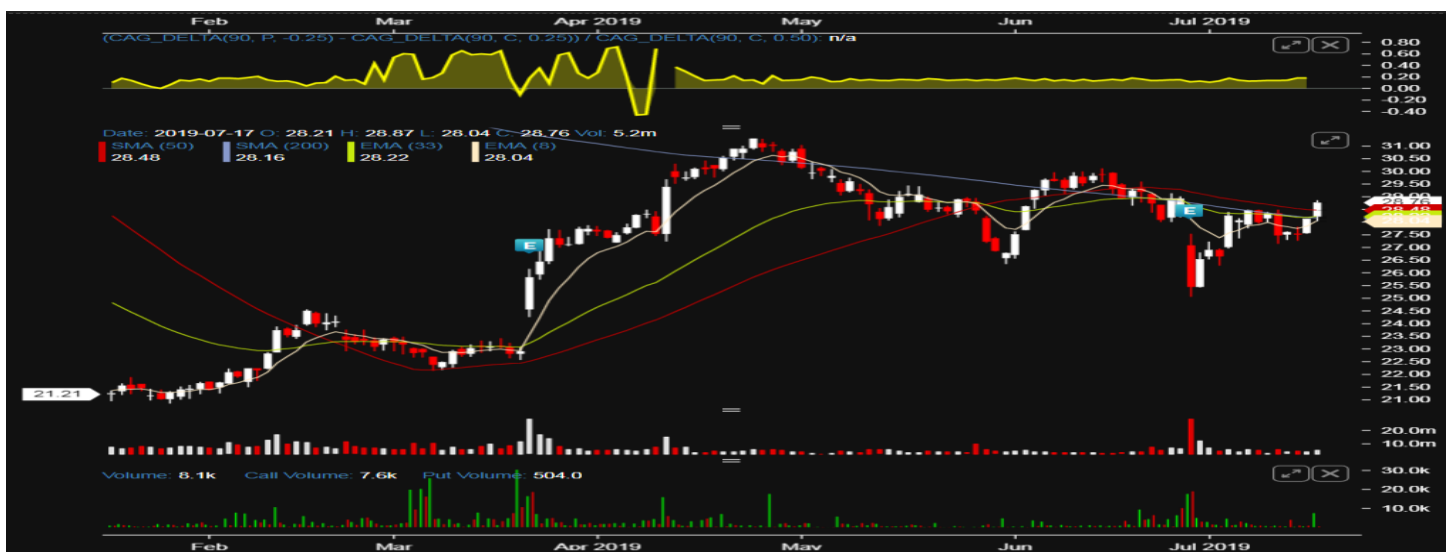 Feb Mar Apr 2019 May Jun Jul 2019
(CAG_DELTA(90, P, -0.25) - CAG_DELTA(90, C, 0.25)) / CAG_DELTA(90, C, 0.50): n/a
0.80
0.60
0.40
0.20
0.00
-0.20
-0.40
Date: 2019-07-17 O: 28.21 H: 28.87 L: 28.04 C: 28.76 Vol: 5.2m
SMA (50) SMA (200) EMA (33) EMA (8)
28.48 28.16 28.22 28.04
31.00
30.50
30.00
29.50
29.00
28.76
28.48
28.04
27.50
27.00
26.50
26.00
25.50
25.00
24.50
24.00
23.50
23.00
22.50
22.00
21.50
21.00
E
E
21.21
20.0m
10.0m
Volume: 8.1k Call Volume: 7.6k Put Volume: 504.0
30.0k
20.0k
10.0k
Feb Mar Apr 2019 May Jun Jul 2019